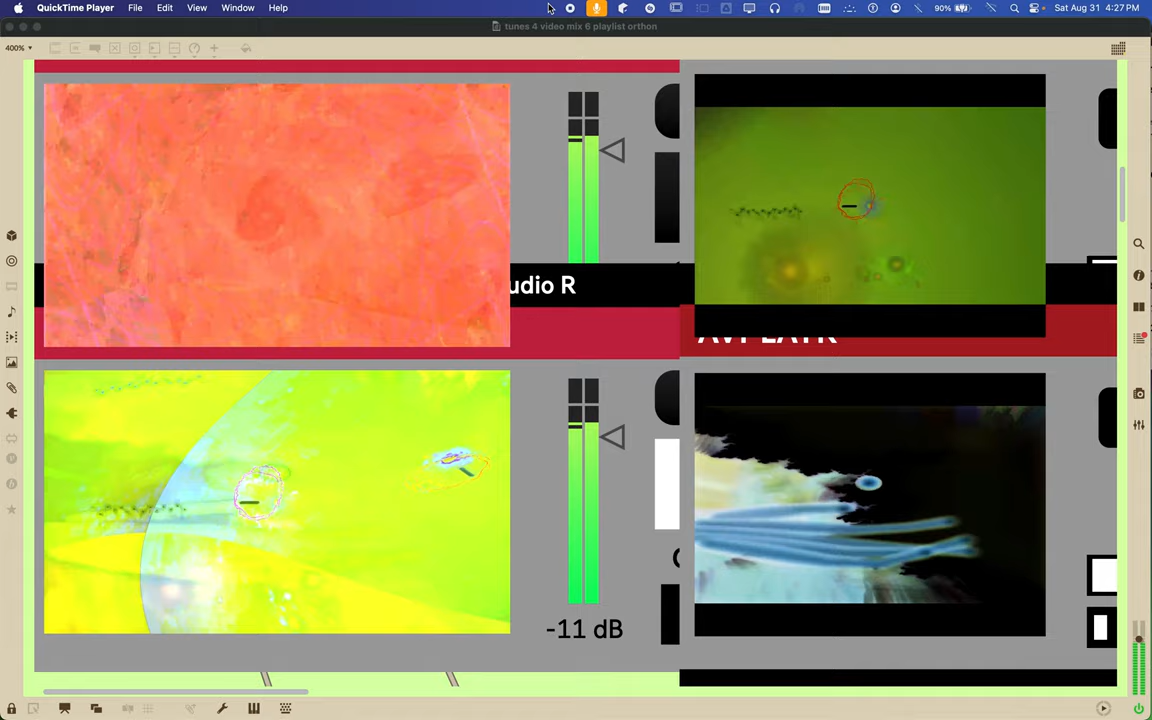 QuickTime Player File Edit View Window Help
90% Sat Aug 31 4:27 PM
tunes 4 video mix 6 playlist orthon
400%
udio R
-11 dB